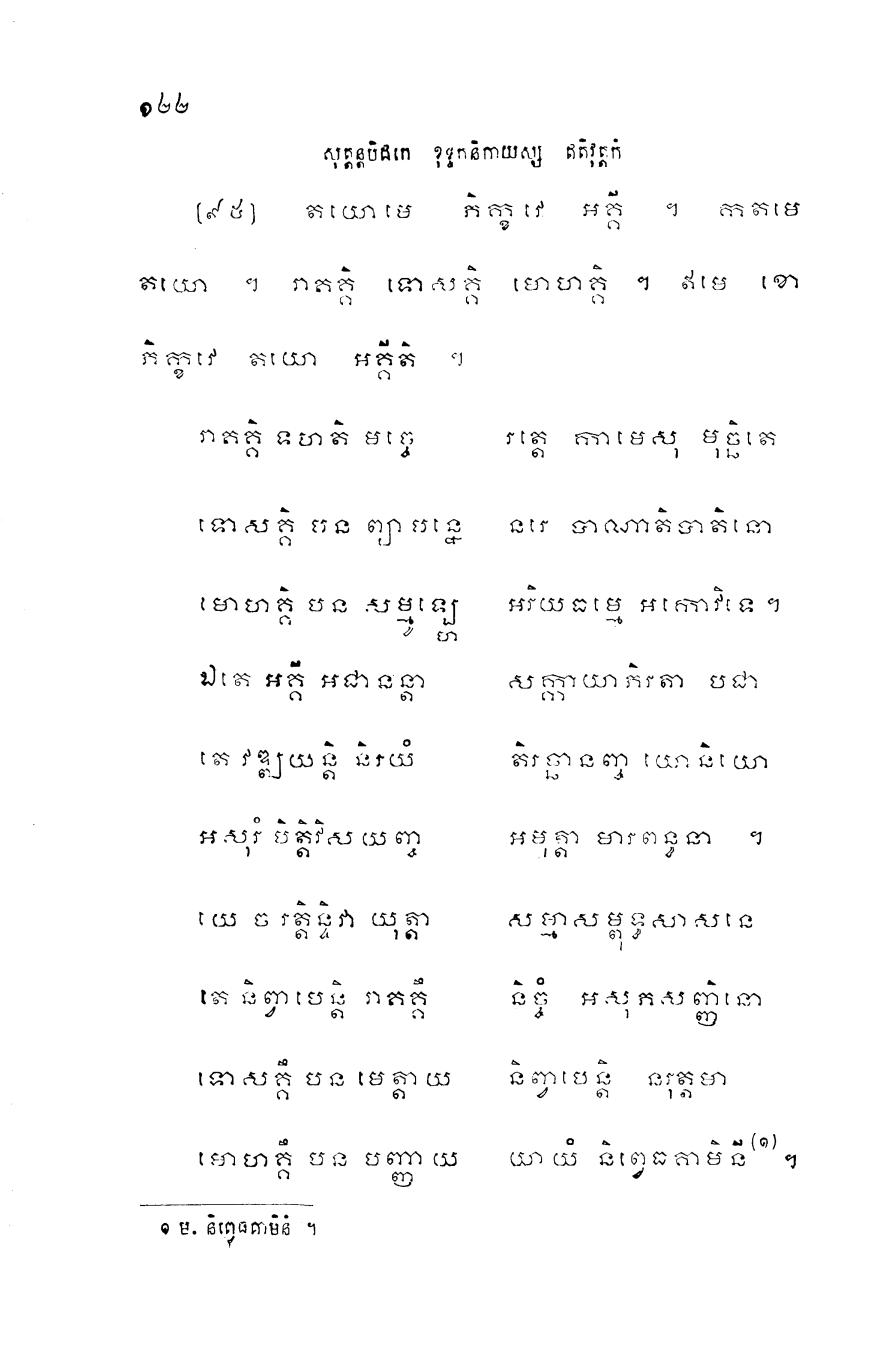 ១២២
សុត្តន្តបិដកេ ខុទ្ទកនិកាយស្ស ឥតិវុត្តកំ
[៩៥] តយោមេ ភិក្ខវេ អគ្គី ។ កតមេ
តយោ ។ រាគគ្គិ ទោសគ្គិ មោហគ្គិ ។ ឥមេ ខោ
ភិក្ខវេ តយោ អគ្គីតិ ។
រាគគ្គិ ទហតិ មច្ចេ រត្តេ កាមេសុ មុច្ឆិតេ
ទោសគ្គិ បន ព្យាបន្នេ នរេ បាណាតិបាតិនោ
មោហគ្គិ បន សម្មូឡ្ហេ អរិយធម្មេ អកោវិទេ ។
ឯតេ អគ្គី អជានន្តា សក្កាយាភិរតា បជា
តេ វឌ្ឍយន្តិ និរយំ តិរច្ឆានញ្ច យោនិយោ
អសុរំ បិត្តិវិសយញ្ច អមុត្តា មារពន្ធនា ។
យេ ច រត្តិន្ទិវា យុត្តា សម្មាសម្ពុទ្ធសាសនេ
តេ និព្វាបេន្តិ រាគគ្គឹ និច្ចំ អសុភសញ្ញិនោ
ទោសគ្គឹ បន មេត្តាយ និព្វាបេន្តិ នរុត្តមា
មោហគ្គឹ បន បញ្ញាយ យាយំ និព្វេធគាមិនី(១) ។
១ ម. និព្វេធគាមិនំ ។